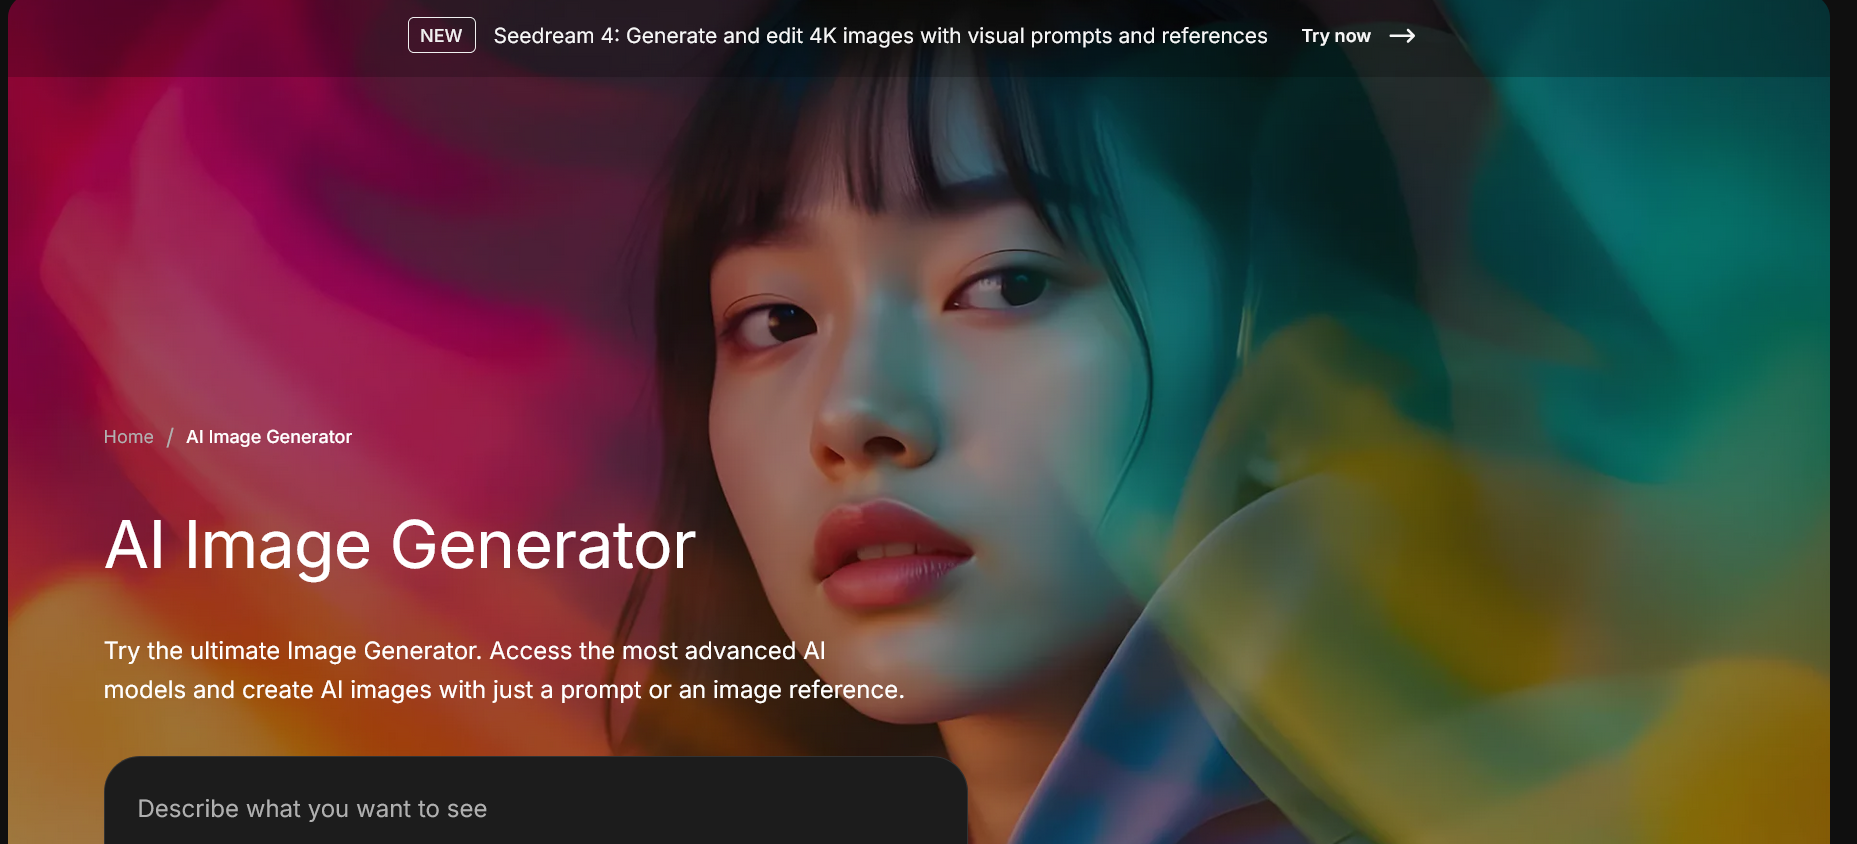 NEW Seedream 4: Generate and edit 4K images with visual prompts and references Try now →
Home / AI Image Generator
AI Image Generator
Try the ultimate Image Generator. Access the most advanced AI
models and create AI images with just a prompt or an image reference.
Describe what you want to see